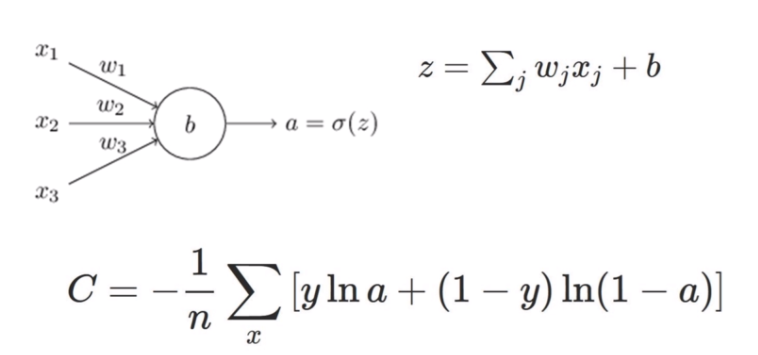 x₁
w₁
z = ∑ⱼ wⱼxⱼ + b
w₂
x₂
b
a = σ(z)
w₃
x₃
C = −1/n ∑ₓ [y ln a + (1 − y) ln(1 − a)]